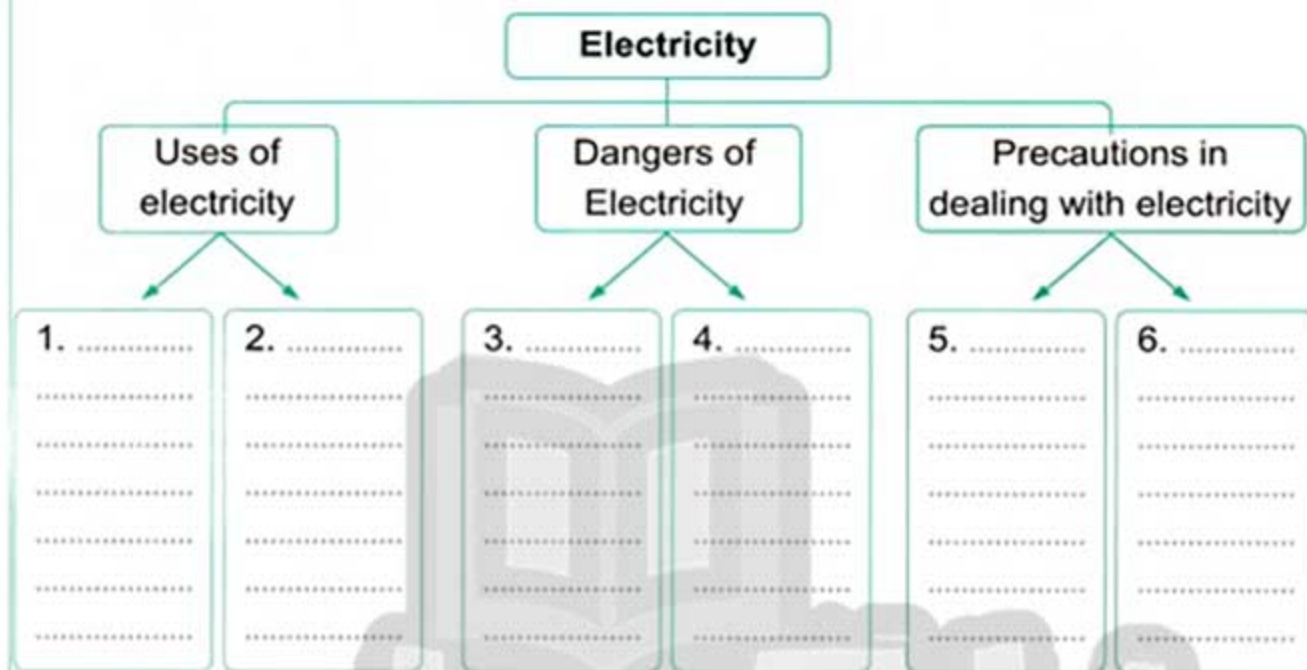 Electricity
Uses of
electricity
Dangers of
Electricity
Precautions in
dealing with electricity
1. ............
2. ............
3. ............
4. ............
5. ............
6. ............